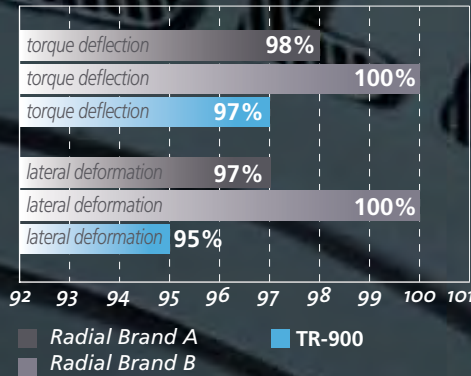 torque deflection 98%
torque deflection 100%
torque deflection 97%
lateral deformation 97%
lateral deformation 100%
lateral deformation 95%
92 93 94 95 96 97 98 99 100 101
Radial Brand A TR-900
Radial Brand B